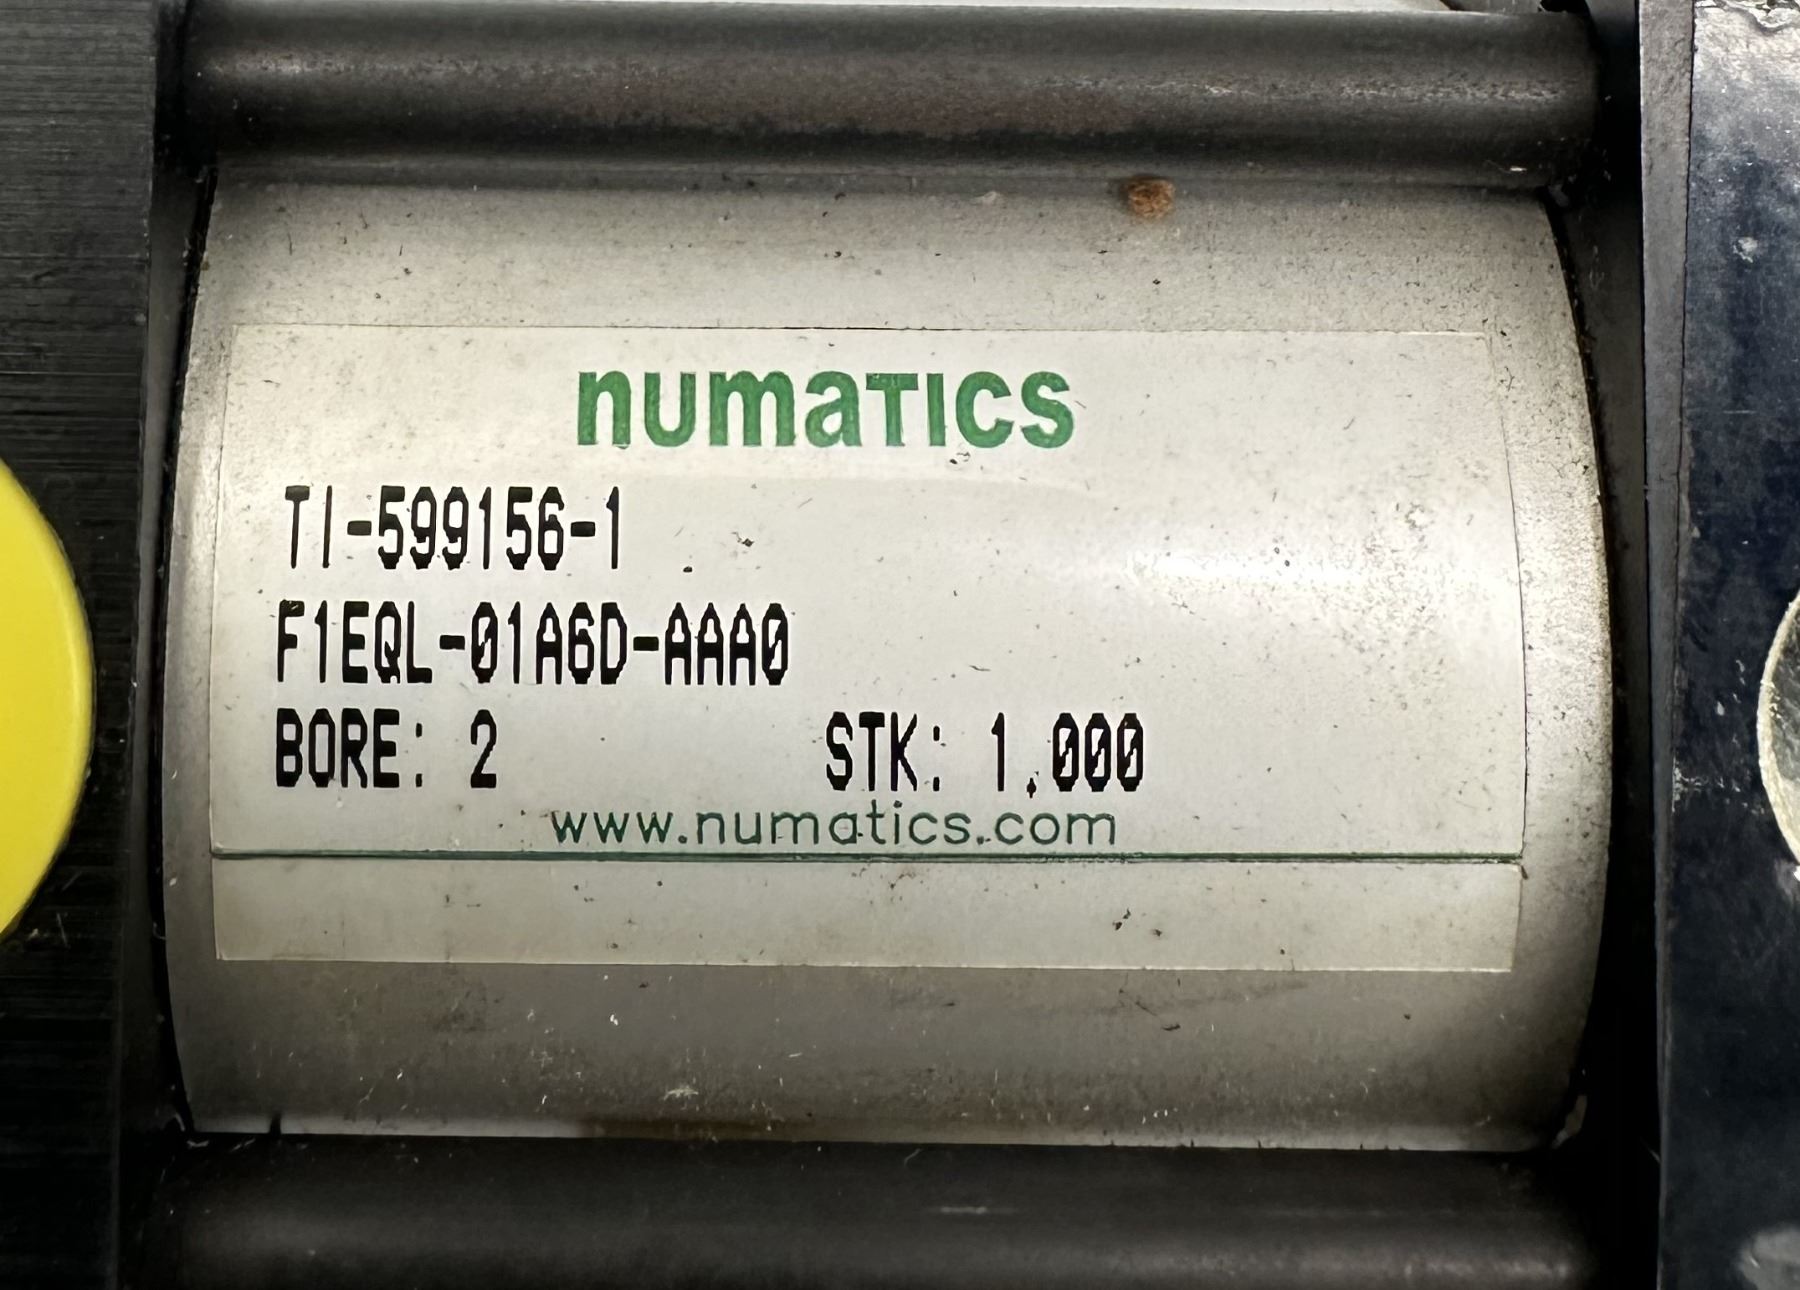 numatics
TI-599156-1
F1EQL-01A6D-AAA0
BORE: 2 STK: 1.000
www.numatics.com